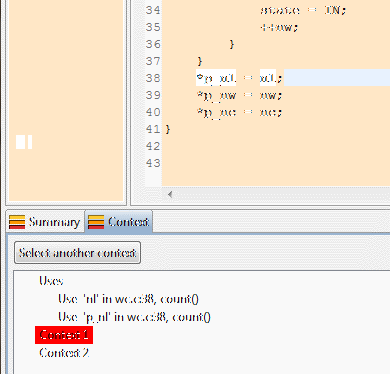 34 state = IN;
35 ++nw;
36 }
37 }
38 *p_nl = nl;
39 *p_nw = nw;
40 *p_nc = nc;
41 }
42
43
Summary Context
Select another context
Uses
Use 'nl' in wc.c:38, count()
Use 'p_nl' in wc.c:38, count()
Context 1
Context 2